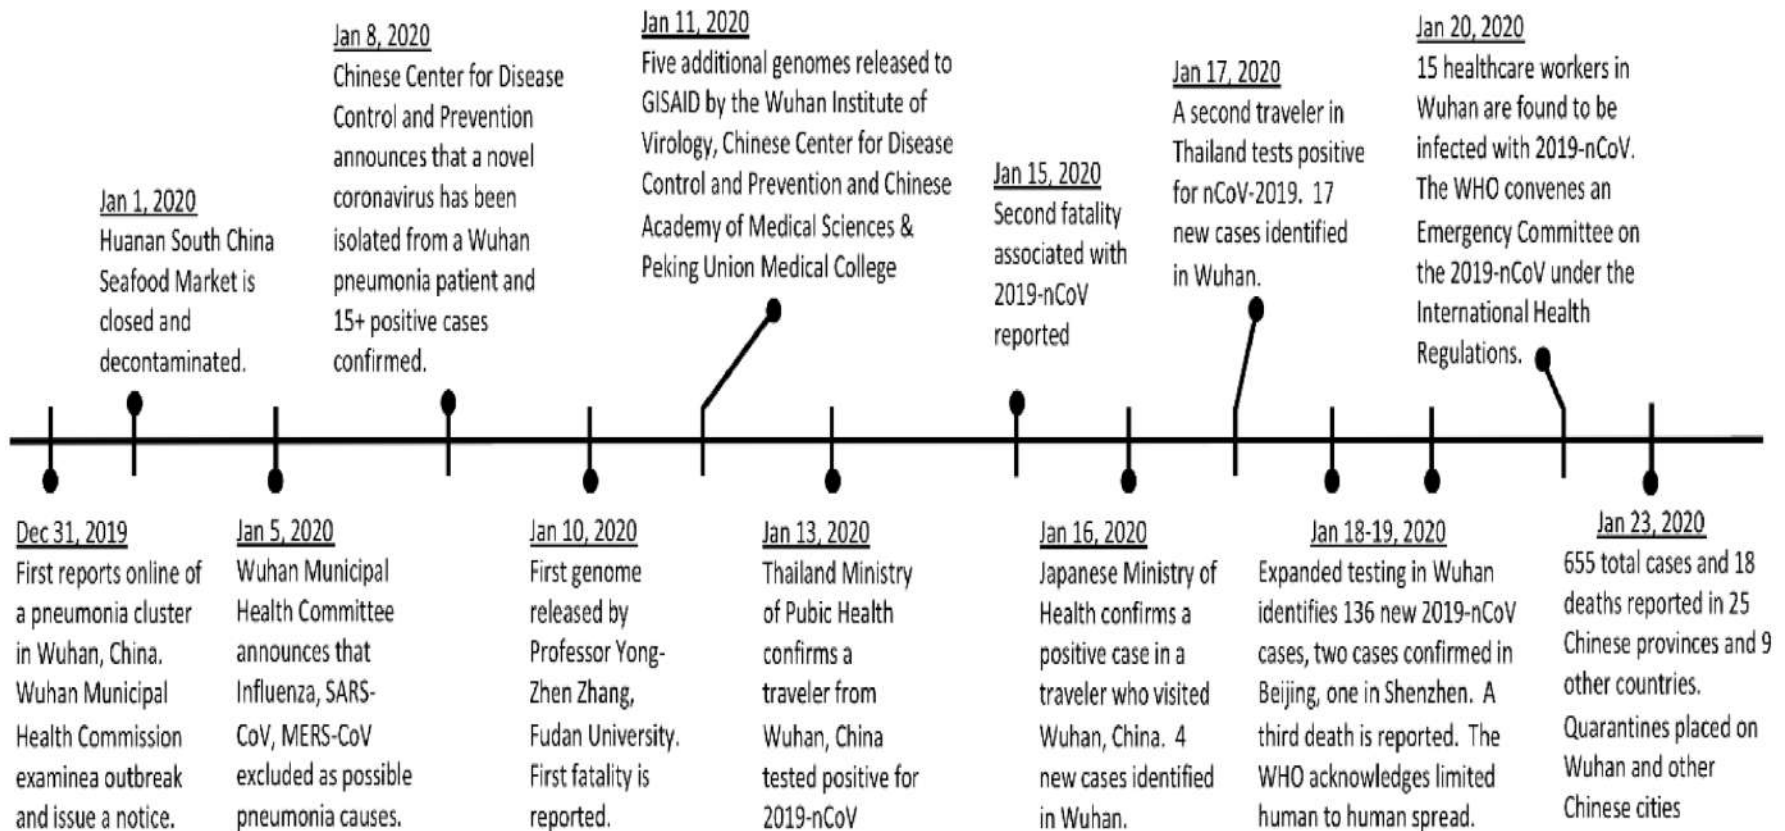 Jan 8, 2020
Chinese Center for Disease
Control and Prevention
announces that a novel
coronavirus has been
isolated from a Wuhan
pneumonia patient and
15+ positive cases
confirmed.
Jan 11, 2020
Five additional genomes released to
GISAID by the Wuhan Institute of
Virology, Chinese Center for Disease
Control and Prevention and Chinese
Academy of Medical Sciences &
Peking Union Medical College
Jan 20, 2020
15 healthcare workers in
Wuhan are found to be
infected with 2019-nCoV.
The WHO convenes an
Emergency Committee on
the 2019-nCoV under the
International Health
Regulations.
Jan 17, 2020
A second traveler in
Thailand tests positive
for nCoV-2019. 17
new cases identified
in Wuhan.
Jan 15, 2020
Second fatality
associated with
2019-nCoV
reported
Jan 1, 2020
Huanan South China
Seafood Market is
closed and
decontaminated.
Dec 31, 2019
First reports online of
a pneumonia cluster
in Wuhan, China.
Wuhan Municipal
Health Commission
examinea outbreak
and issue a notice.
Jan 5, 2020
Wuhan Municipal
Health Committee
announces that
Influenza, SARS-
CoV, MERS-CoV
excluded as possible
pneumonia causes.
Jan 10, 2020
First genome
released by
Professor Yong-
Zhen Zhang,
Fudan University.
First fatality is
reported.
Jan 13, 2020
Thailand Ministry
of Pubic Health
confirms a
traveler from
Wuhan, China
tested positive for
2019-nCoV
Jan 16, 2020
Japanese Ministry of
Health confirms a
positive case in a
traveler who visited
Wuhan, China. 4
new cases identified
in Wuhan.
Jan 18-19, 2020
Expanded testing in Wuhan
identifies 136 new 2019-nCoV
cases, two cases confirmed in
Beijing, one in Shenzhen. A
third death is reported. The
WHO acknowledges limited
human to human spread.
Jan 23, 2020
655 total cases and 18
deaths reported in 25
Chinese provinces and 9
other countries.
Quarantines placed on
Wuhan and other
Chinese cities